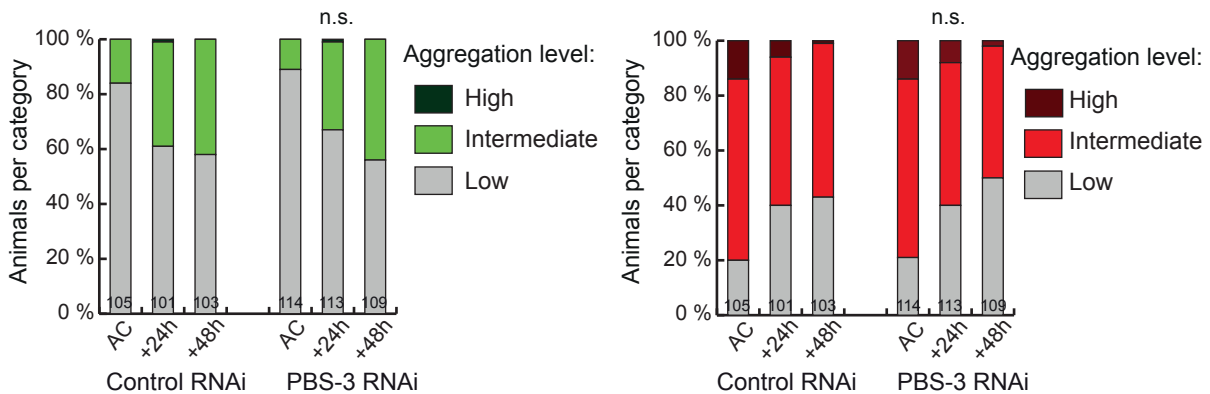 n.s.
Animals per category
100 %
80 %
60 %
40 %
20 %
0 %
105 101 103 114 113 109
AC +24h +48h AC +24h +48h
Control RNAi PBS-3 RNAi
Aggregation level:
High
Intermediate
Low
n.s.
Animals per category
100 %
80 %
60 %
40 %
20 %
0 %
105 101 103 114 113 109
AC +24h +48h AC +24h +48h
Control RNAi PBS-3 RNAi
Aggregation level:
High
Intermediate
Low